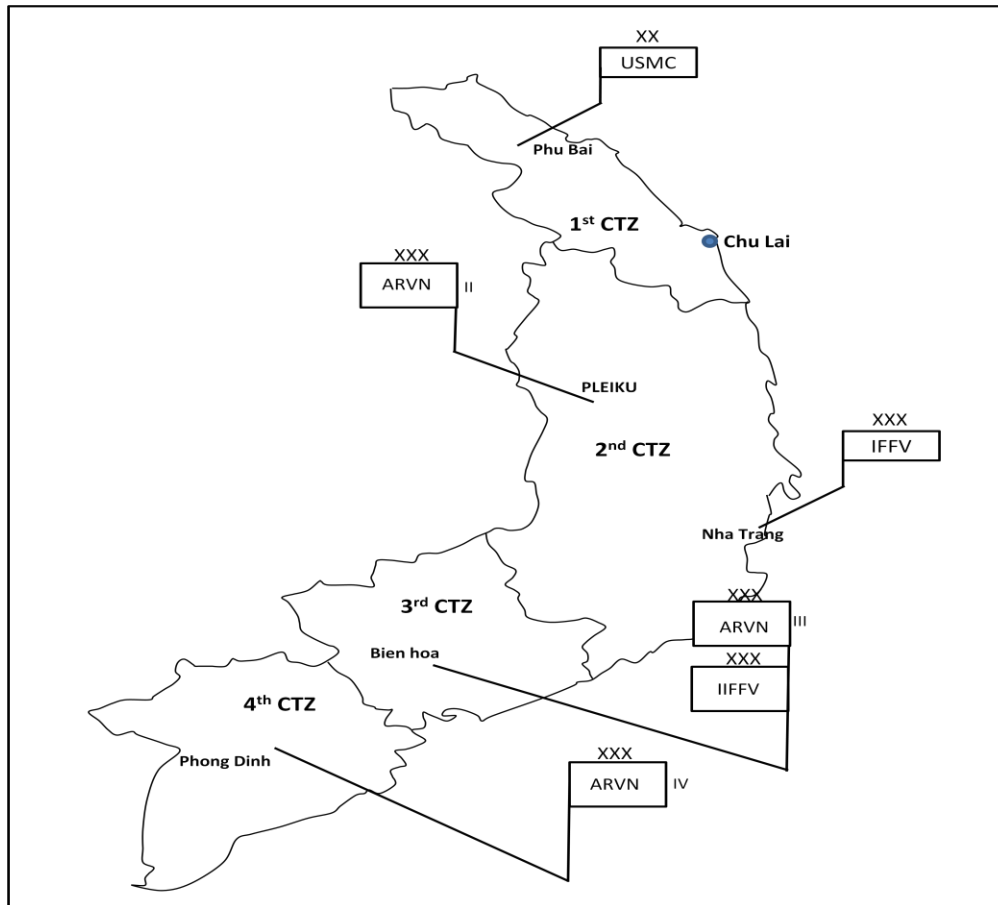 XX
USMC
Phu Bai
1st CTZ
Chu Lai
XXX
ARVN II
PLEIKU
2nd CTZ
XXX
IFFV
Nha Trang
XXX
ARVN III
3rd CTZ
Bien hoa
XXX
IIFFV
4th CTZ
Phong Dinh
XXX
ARVN IV